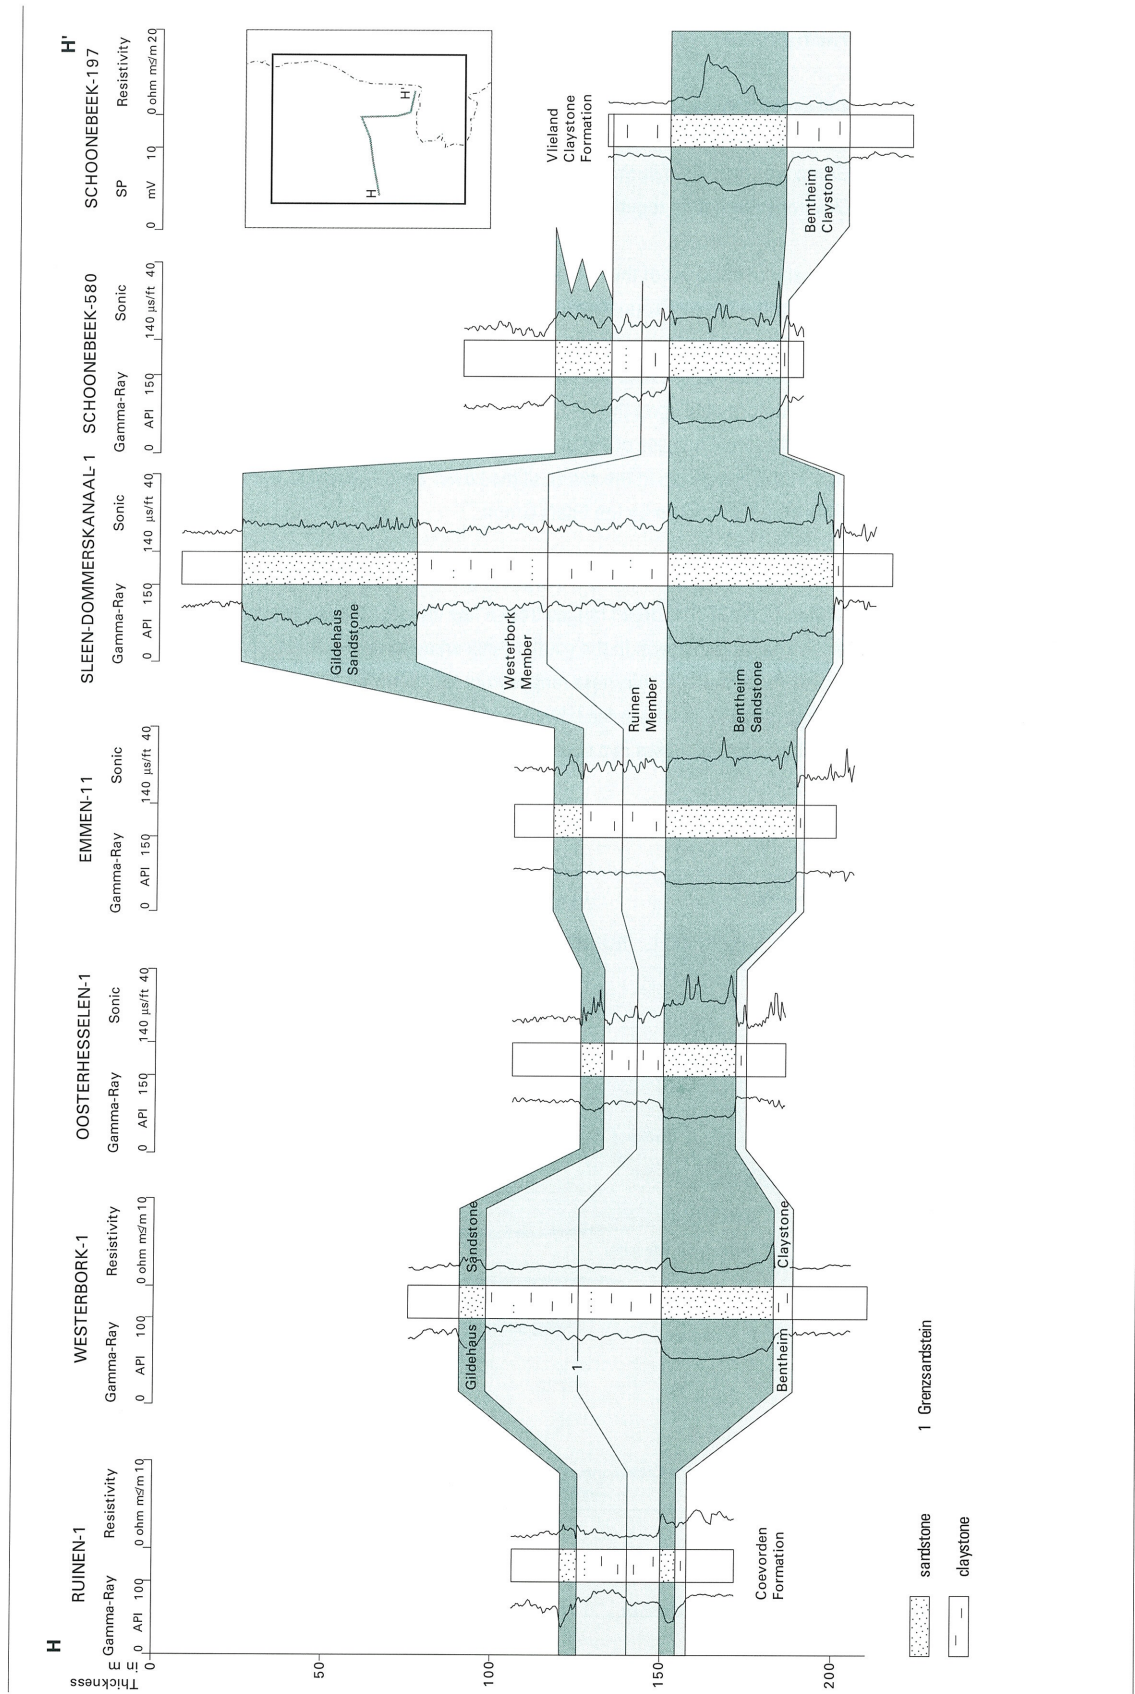 H
H'
RUINEN-1
Gamma-Ray
Resistivity
0 API 100
0 ohm ms/m 10
WESTERBORK-1
Gamma-Ray
Resistivity
0 API 100
0 ohm ms/m 10
OOSTERHESSELEN-1
Gamma-Ray
Sonic
0 API 150
140 µs/ft 40
EMMEN-11
Gamma-Ray
Sonic
0 API 150
140 µs/ft 40
SLEEN-DOMMERSKANAAL-1
Gamma-Ray
Sonic
0 API 150
140 µs/ft 40
SCHOONEBEEK-580
Gamma-Ray
Sonic
0 API 150
140 µs/ft 40
SCHOONEBEEK-197
SP
Resistivity
0 mV 10
0 ohm ms/m 20
Thickness
in m
0
50
100
150
200
H
H'
Gildehaus
Sandstone
Gildehaus
Sandstone
Westerbork
Member
Ruinen
Member
Bentheim
Sandstone
Vlieland
Claystone
Formation
Bentheim
Claystone
1
Bentheim
Claystone
Coevorden
Formation
sandstone
claystone
1 Grenzsandstein